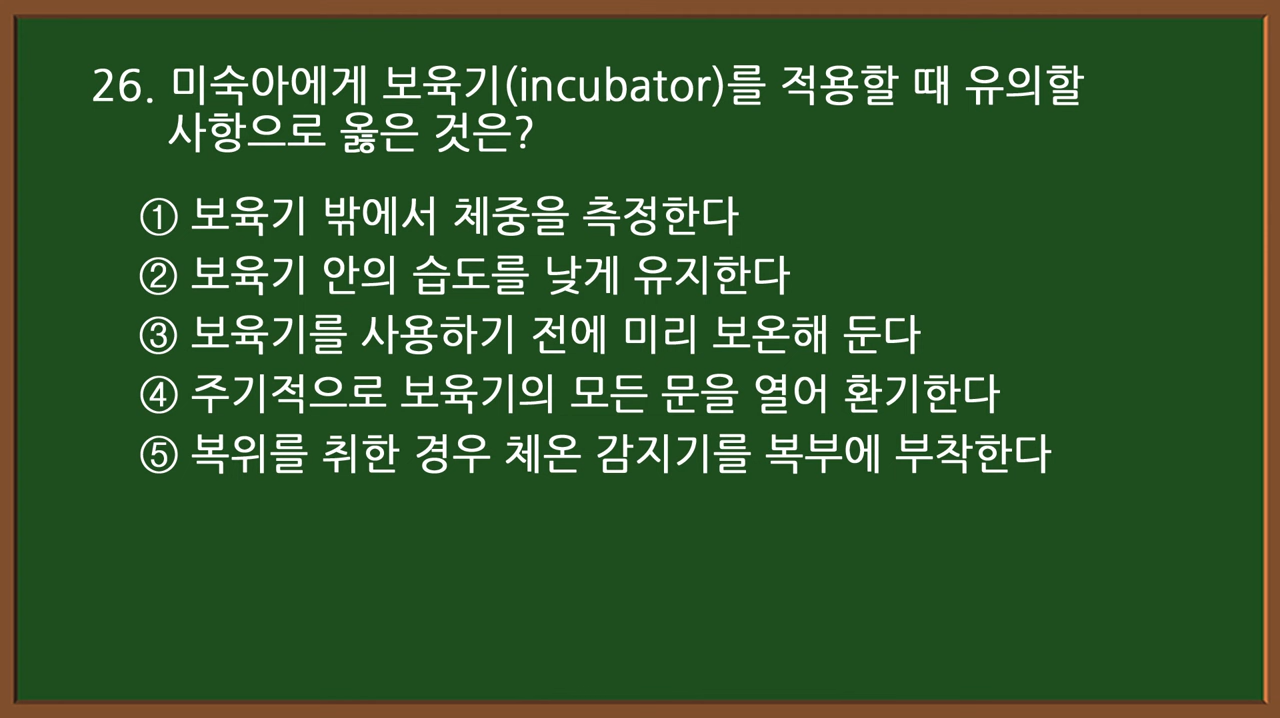 26. 미숙아에게 보육기(incubator)를 적용할 때 유의할
사항으로 옳은 것은?
① 보육기 밖에서 체중을 측정한다
② 보육기 안의 습도를 낮게 유지한다
③ 보육기를 사용하기 전에 미리 보온해 둔다
④ 주기적으로 보육기의 모든 문을 열어 환기한다
⑤ 복위를 취한 경우 체온 감지기를 복부에 부착한다